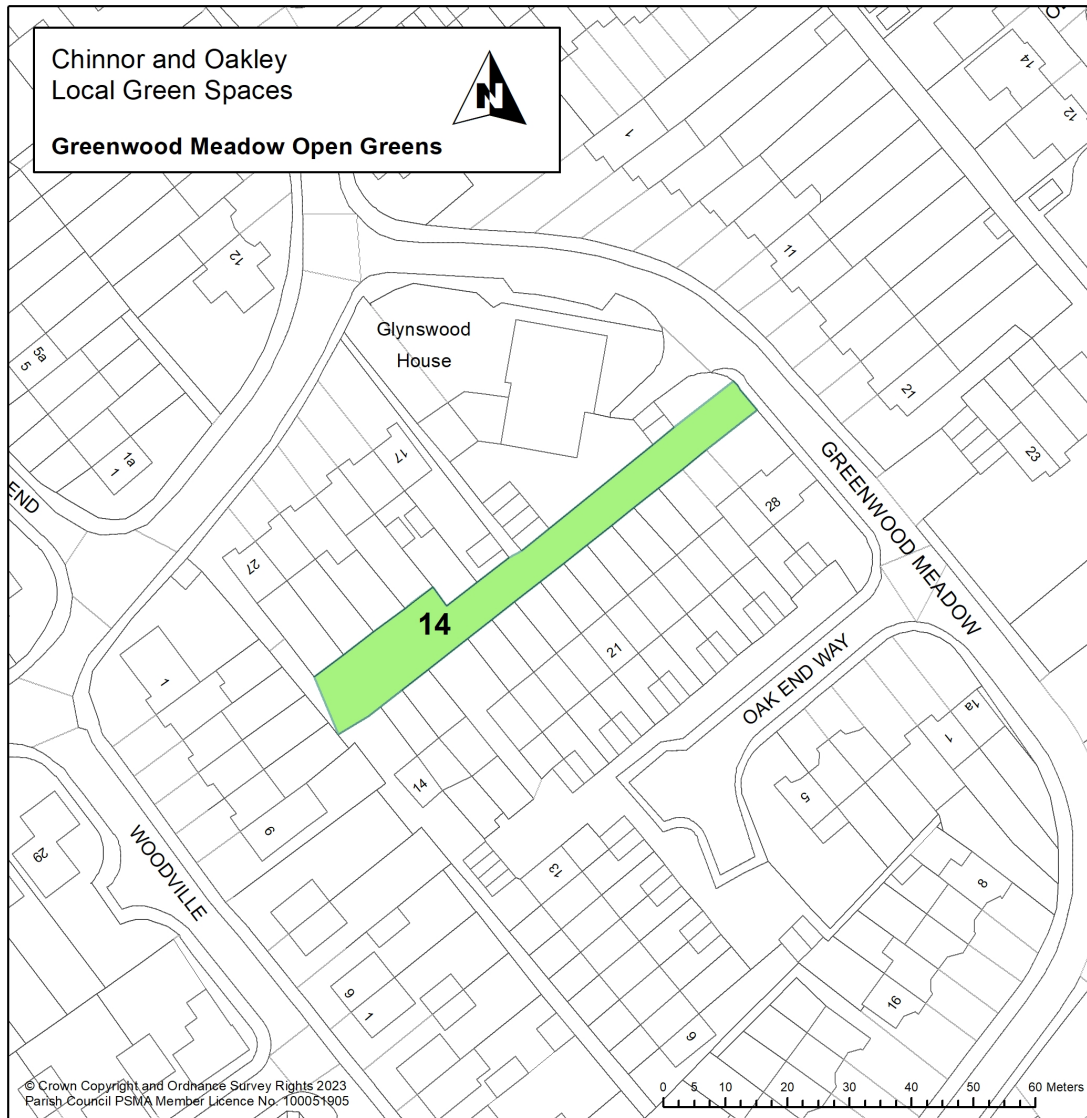 Chinnor and Oakley
Local Green Spaces
N
Greenwood Meadow Open Greens
14
12
1
12
11
Glynswood
House
5a
5
21
1a
1
17
23
END
GREENWOOD MEADOW
28
27
14
21
OAK END WAY
1
1a
1
14
5
9
29
WOODVILLE
13
8
9
1
16
9
© Crown Copyright and Ordnance Survey Rights 2023
Parish Council PSMA Member Licence No. 100051905
0 5 10 20 30 40 50 60 Meters